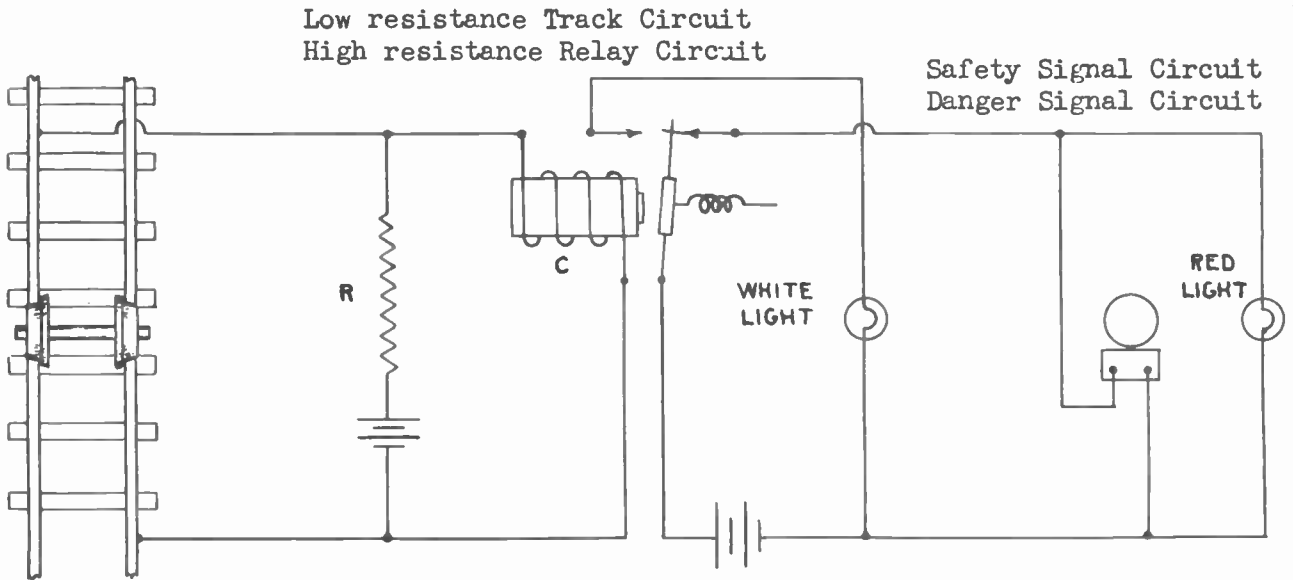 Low resistance Track Circuit
High resistance Relay Circuit
Safety Signal Circuit
Danger Signal Circuit
C
R
WHITE
LIGHT
RED
LIGHT